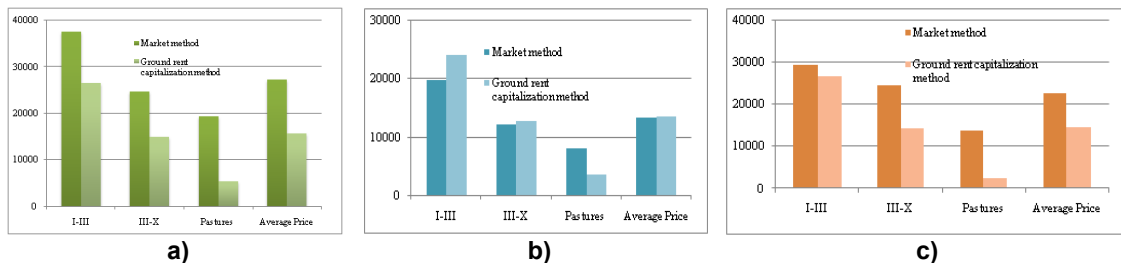 40000
30000
20000
10000
0
Market method
Ground rent
capitalization method
I-III
III-X
Pastures
Average Price
a)
30000
20000
10000
0
Market method
Ground rent
capitalization method
I-III
III-X
Pastures
Average Price
b)
40000
30000
20000
10000
0
Market method
Ground rent capitalization
method
I-III
III-X
Pastures
Average Price
c)